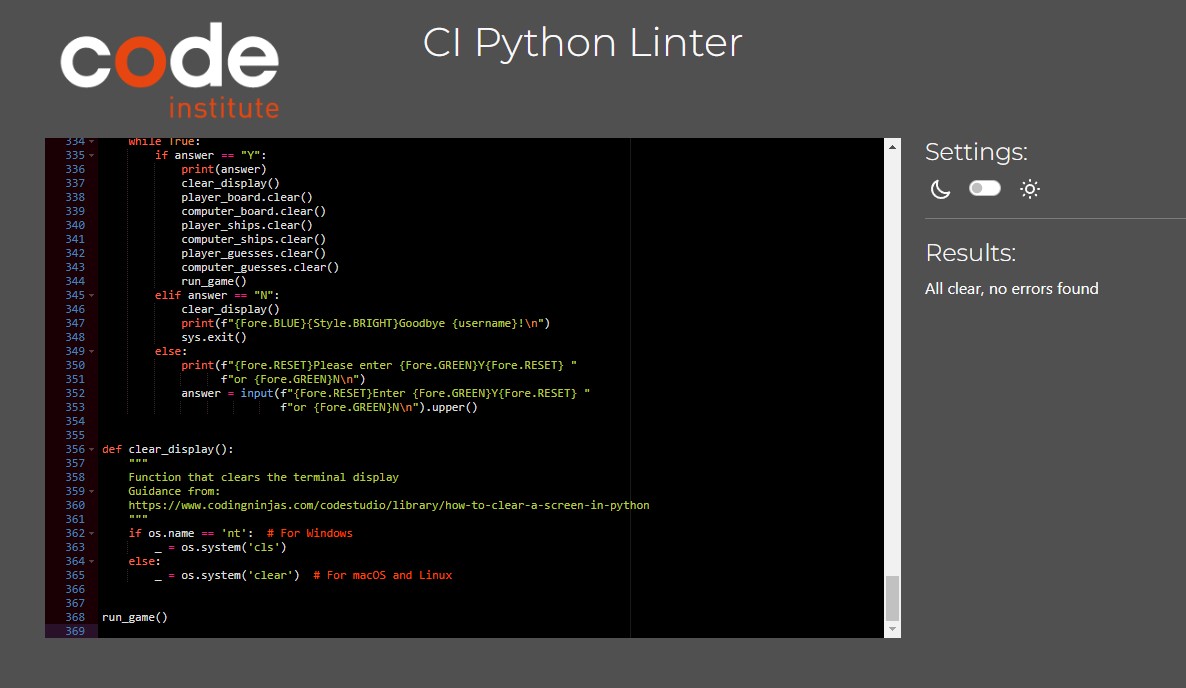 code
institute
CI Python Linter
334 while True:
335 if answer == "Y":
336 print(answer)
337 clear_display()
338 player_board.clear()
339 computer_board.clear()
340 player_ships.clear()
341 computer_ships.clear()
342 player_guesses.clear()
343 computer_guesses.clear()
344 run_game()
345 elif answer == "N":
346 clear_display()
347 print(f"{Fore.BLUE}{Style.BRIGHT}Goodbye {username}!\n")
348 sys.exit()
349 else:
350 print(f"{Fore.RESET}Please enter {Fore.GREEN}Y{Fore.RESET} "
351 f"or {Fore.GREEN}N\n")
352 answer = input(f"{Fore.RESET}Enter {Fore.GREEN}Y{Fore.RESET} "
353 f"or {Fore.GREEN}N\n").upper()
354
355
356 def clear_display():
357 """
358 Function that clears the terminal display
359 Guidance from:
360 https://www.codingninjas.com/codestudio/library/how-to-clear-a-screen-in-python
361 """
362 if os.name == 'nt':  # For Windows
363 _ = os.system('cls')
364 else:
365 _ = os.system('clear')  # For macOS and Linux
366
367
368 run_game()
369
Settings:
Results:
All clear, no errors found